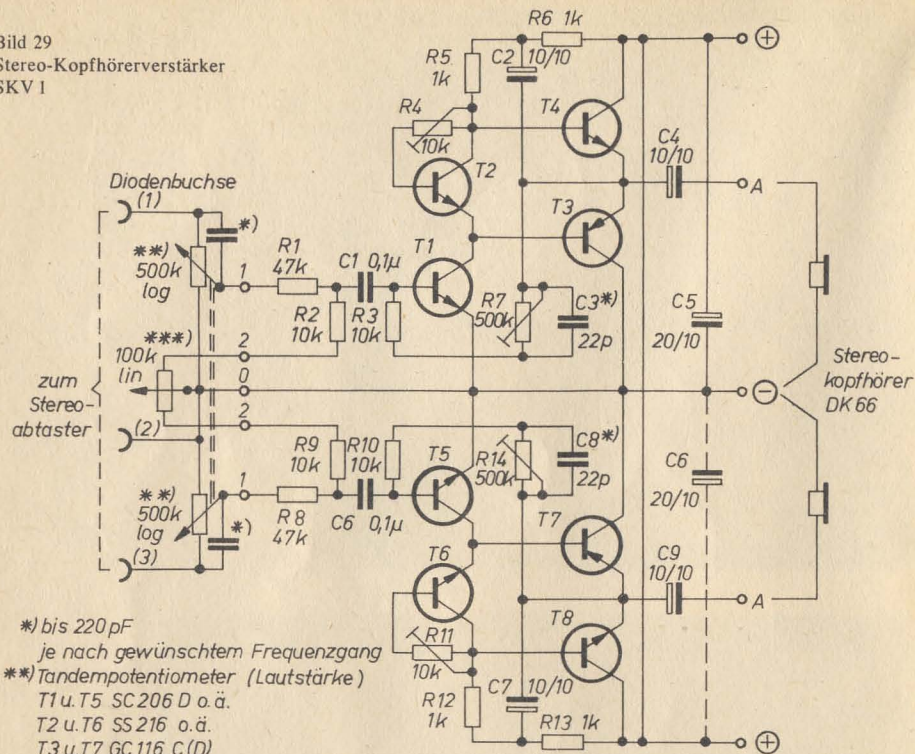 Bild 29
Stereo-Kopfhörerverstärker
SKV 1
R6 1k
R5
1k
C2
10/10
R4
10k
T4
T2
C4
10/10
A
Diodenbuchse
(1)
*)
**)
500k
log
1
R1
47k
C1 0,1µ
T1
T3
R2
10k
R3
10k
R7
500k
C3*)
22p
C5
20/10
***)
100k
lin
2
0
2
zum
Stereo-
abtaster
(2)
Stereo-
kopfhörer
DK 66
R9
10k
R10
10k
T5
R14
500k
C8*)
22p
C6
20/10
**)
500k
log
*)
1
R8
47k
C6 0,1µ
T7
(3)
T6
C9
10/10
A
T8
R11
10k
R12
1k
C7 10/10
R13 1k
*) bis 220 pF
je nach gewünschtem Frequenzgang
**) Tandempotentiometer (Lautstärke)
T1 u. T5 SC 206 D o.ä.
T2 u. T6 SS 216 o.ä.
T3 u. T7 GC 116 C (D)